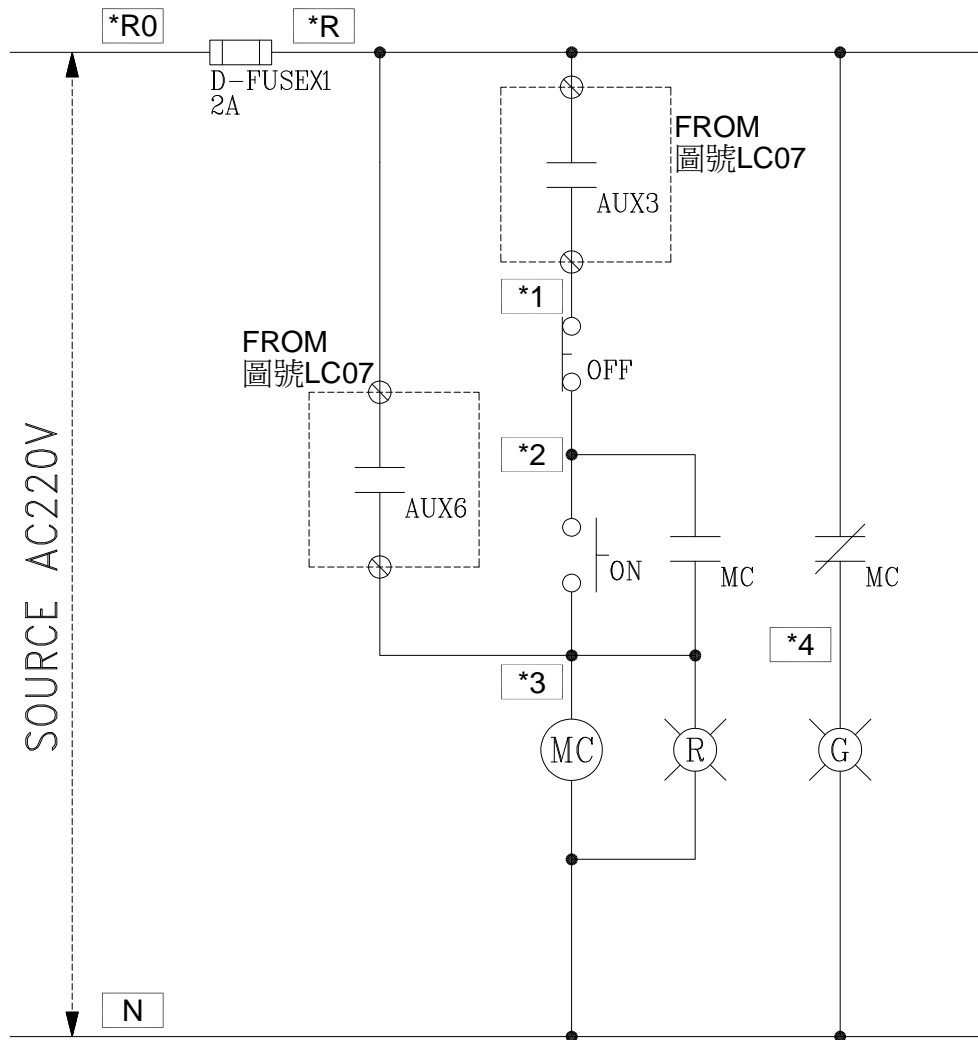 *R0
*R
D-FUSEX1
2A
FROM
圖號LC07
AUX3
*1
OFF
FROM
圖號LC07
*2
AUX6
ON
MC
MC
*4
*3
MC
R
G
SOURCE AC220V
N